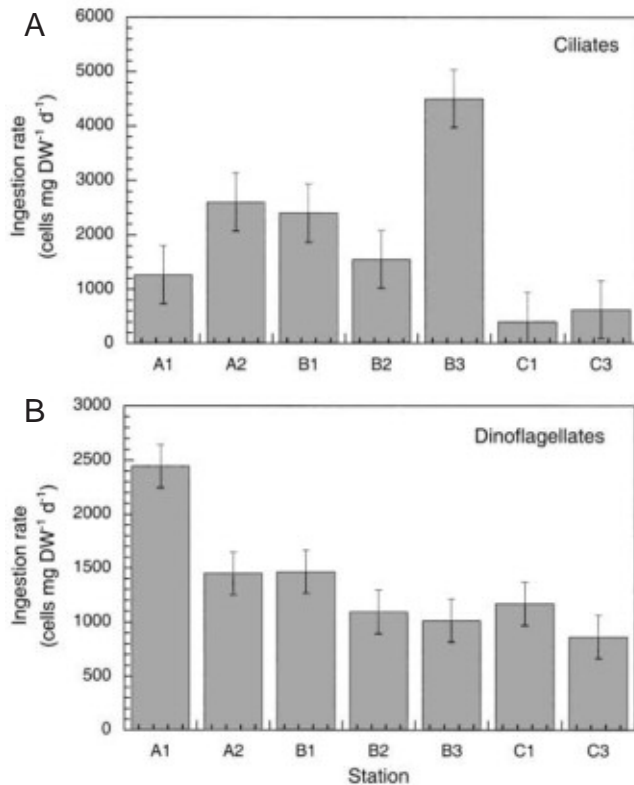 A
6000
Ciliates
5000
4000
3000
2000
1000
0
Ingestion rate
(cells mg DW⁻¹ d⁻¹)
A1 A2 B1 B2 B3 C1 C3
B
3000
Dinoflagellates
2500
2000
1500
1000
500
0
Ingestion rate
(cells mg DW⁻¹ d⁻¹)
A1 A2 B1 B2 B3 C1 C3
Station